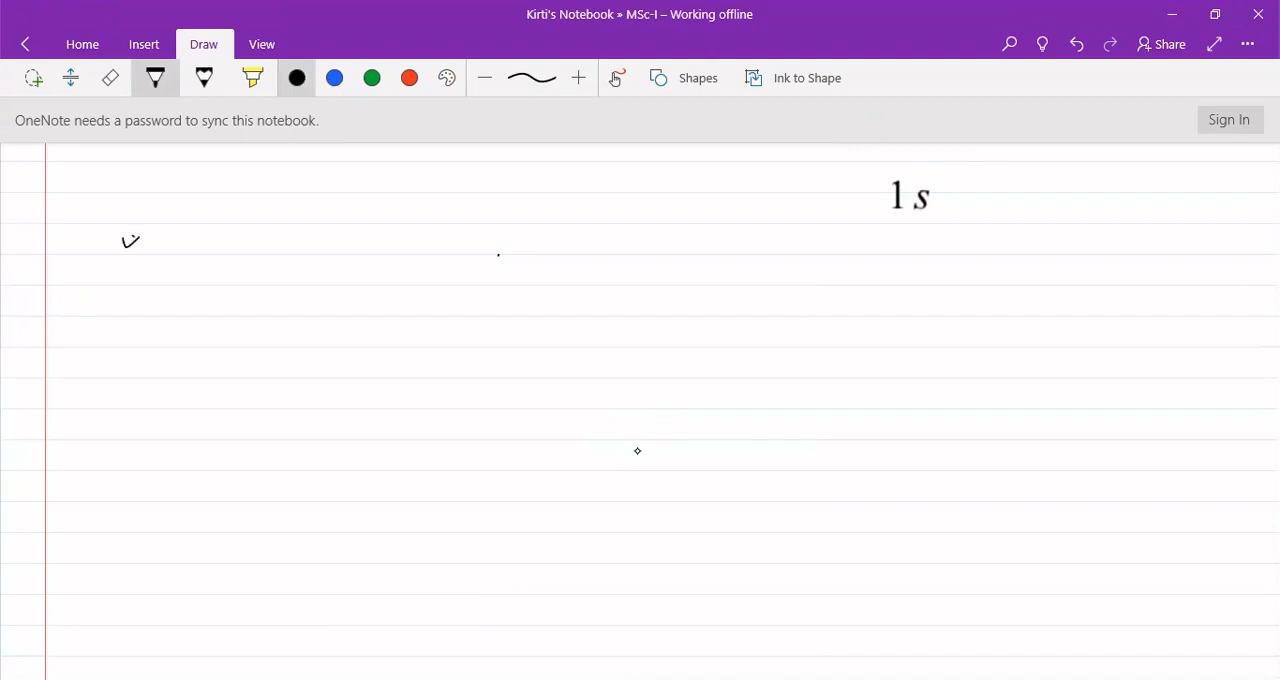 Kirti's Notebook » MSc-I – Working offline
Home Insert Draw View Share
Shapes Ink to Shape
OneNote needs a password to sync this notebook. Sign In
1 s